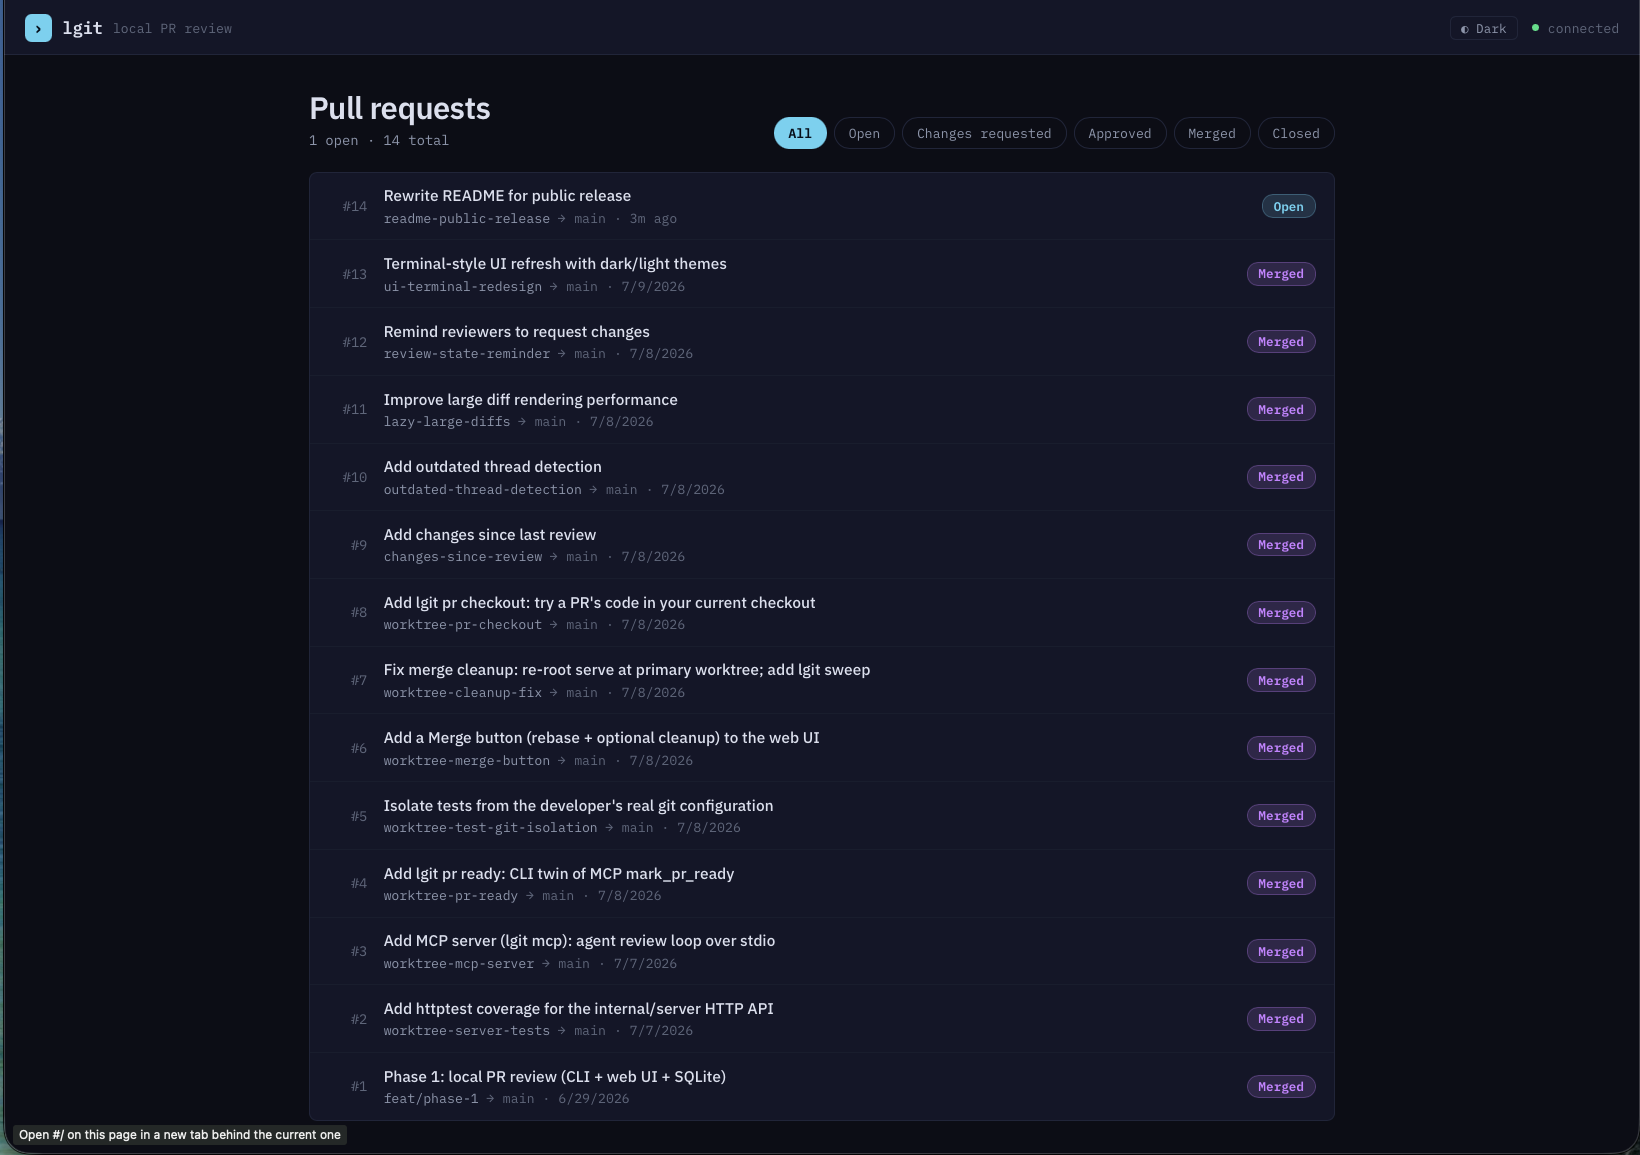 › lgit local PR review
◐ Dark ● connected
Pull requests
1 open · 14 total
All Open Changes requested Approved Merged Closed
#14 Rewrite README for public release Open
readme-public-release → main · 3m ago
#13 Terminal-style UI refresh with dark/light themes Merged
ui-terminal-redesign → main · 7/9/2026
#12 Remind reviewers to request changes Merged
review-state-reminder → main · 7/8/2026
#11 Improve large diff rendering performance Merged
lazy-large-diffs → main · 7/8/2026
#10 Add outdated thread detection Merged
outdated-thread-detection → main · 7/8/2026
#9 Add changes since last review Merged
changes-since-review → main · 7/8/2026
#8 Add lgit pr checkout: try a PR's code in your current checkout Merged
worktree-pr-checkout → main · 7/8/2026
#7 Fix merge cleanup: re-root serve at primary worktree; add lgit sweep Merged
worktree-cleanup-fix → main · 7/8/2026
#6 Add a Merge button (rebase + optional cleanup) to the web UI Merged
worktree-merge-button → main · 7/8/2026
#5 Isolate tests from the developer's real git configuration Merged
worktree-test-git-isolation → main · 7/8/2026
#4 Add lgit pr ready: CLI twin of MCP mark_pr_ready Merged
worktree-pr-ready → main · 7/8/2026
#3 Add MCP server (lgit mcp): agent review loop over stdio Merged
worktree-mcp-server → main · 7/7/2026
#2 Add httptest coverage for the internal/server HTTP API Merged
worktree-server-tests → main · 7/7/2026
#1 Phase 1: local PR review (CLI + web UI + SQLite) Merged
feat/phase-1 → main · 6/29/2026
Open #/ on this page in a new tab behind the current one